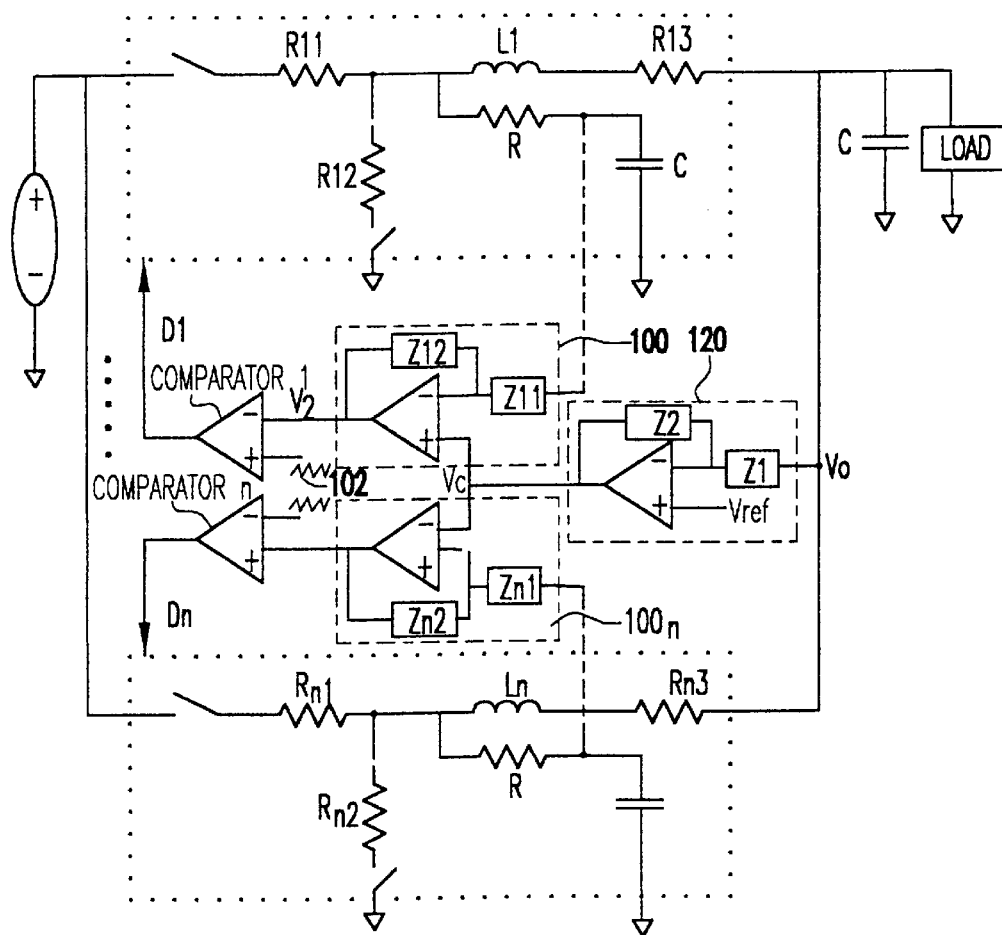 R11
L1
R13
R
R12
C
C
LOAD
+
−
D1
Z12
100
120
COMPARATOR 1
V2
−
+
Z11
−
+
Z2
Z1
Vo
−
+
Vref
102
Vc
COMPARATOR n
−
+
−
+
Zn1
Zn2
100n
Dn
Rn1
Ln
Rn3
R
Rn2